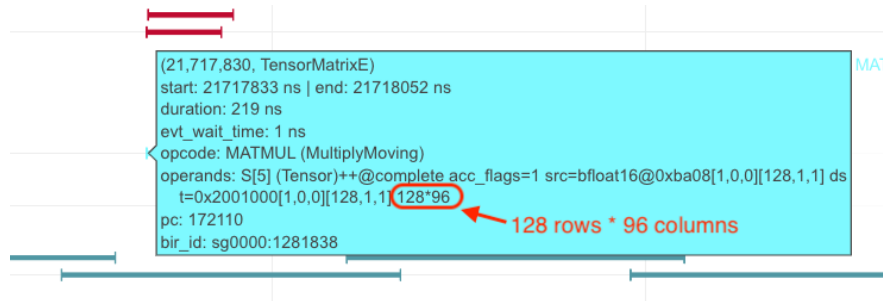 (21,717,830, TensorMatrixE)
start: 21717833 ns | end: 21718052 ns
duration: 219 ns
evt_wait_time: 1 ns
opcode: MATMUL (MultiplyMoving)
operands: S[5] (Tensor)++@complete acc_flags=1 src=bfloat16@0xba08[1,0,0][128,1,1] ds
t=0x2001000[1,0,0][128,1,1] 128*96
pc: 172110
bir_id: sg0000:1281838
128 rows * 96 columns
MAT